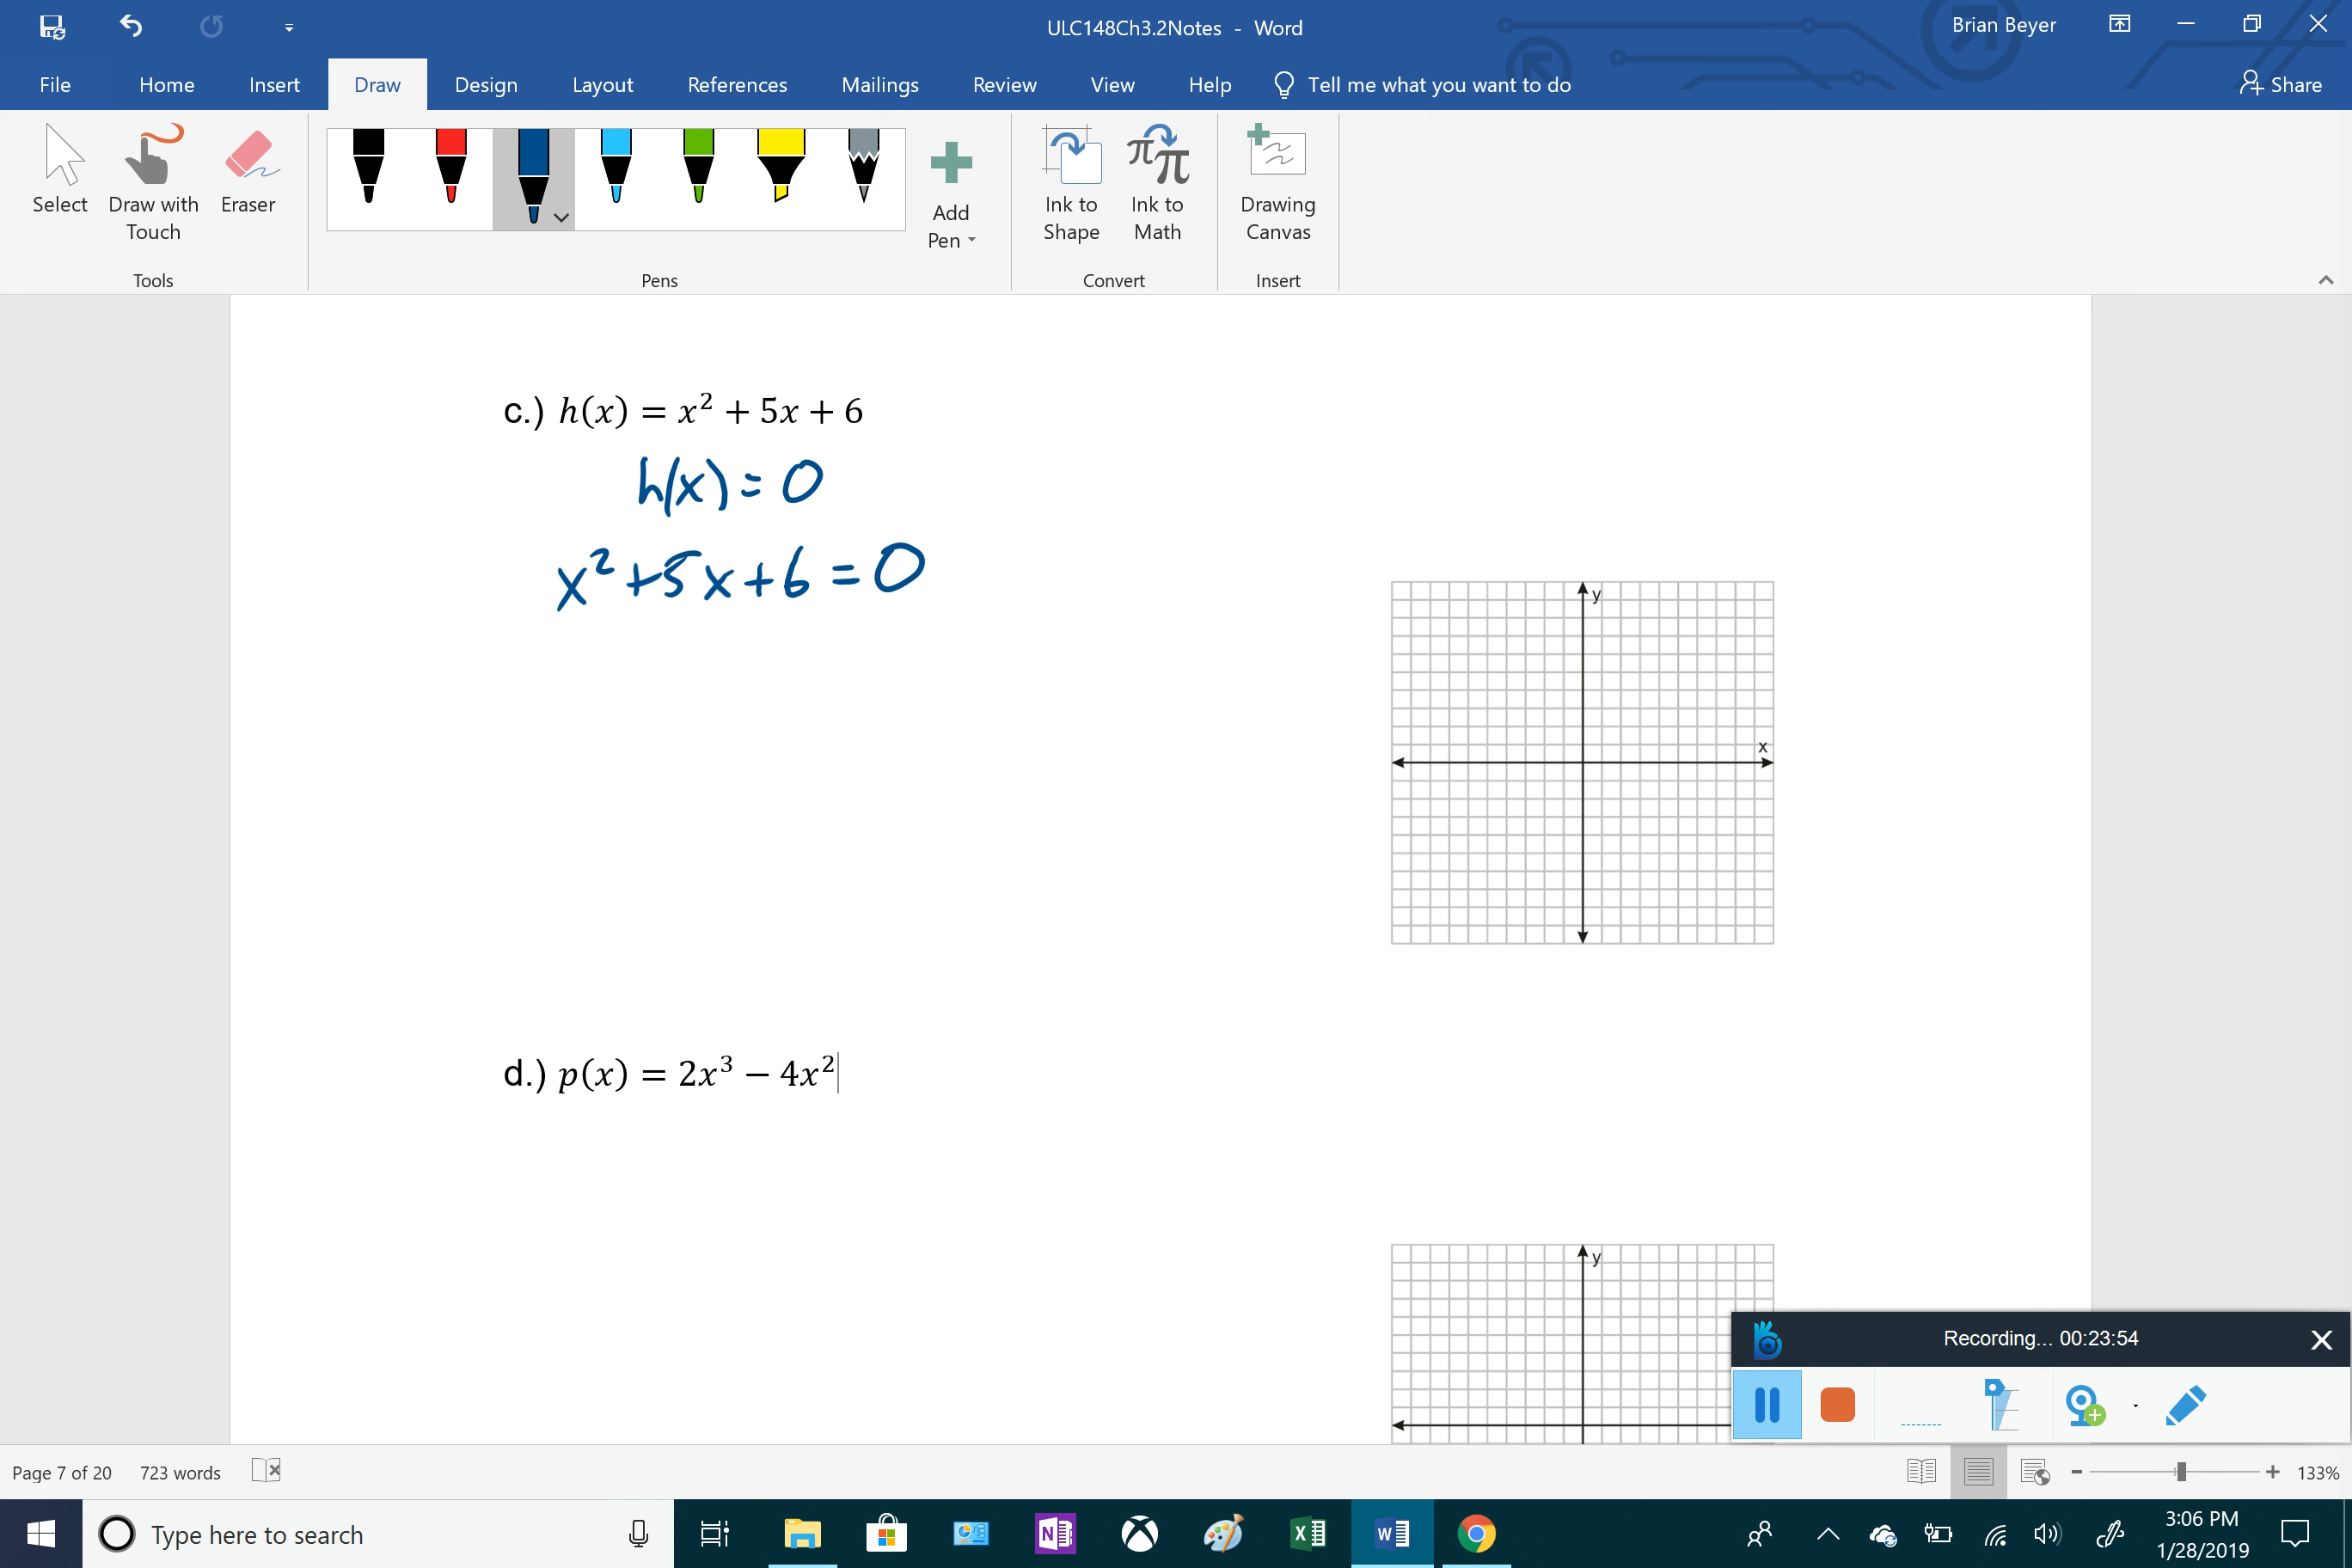 ULC148Ch3.2Notes - Word
Brian Beyer
File Home Insert Draw Design Layout References Mailings Review View Help Tell me what you want to do Share
Select Draw with Touch Eraser
Add Pen
Ink to Shape Ink to Math
Drawing Canvas
Tools Pens Convert Insert
c.) h(x) = x² + 5x + 6
h(x) = 0
x² + 5x + 6 = 0
y
x
d.) p(x) = 2x³ − 4x²
y
Recording... 00:23:54
Page 7 of 20 723 words
133%
Type here to search
3:06 PM
1/28/2019